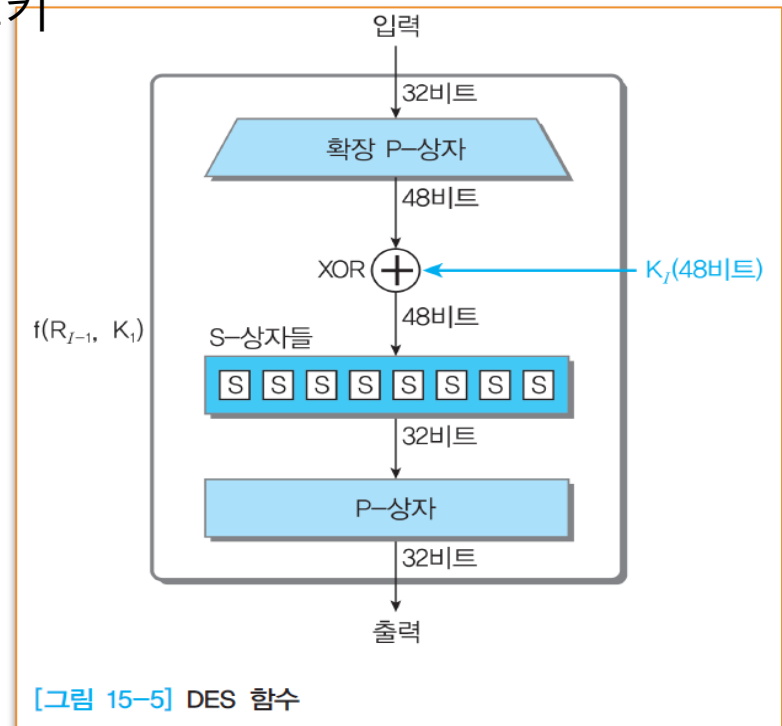 키
입력
32비트
확장 P-상자
48비트
XOR
K_I(48비트)
48비트
f(R_{I-1}, K_1)
S-상자들
S S S S S S S S
32비트
P-상자
32비트
출력
[그림 15-5] DES 함수